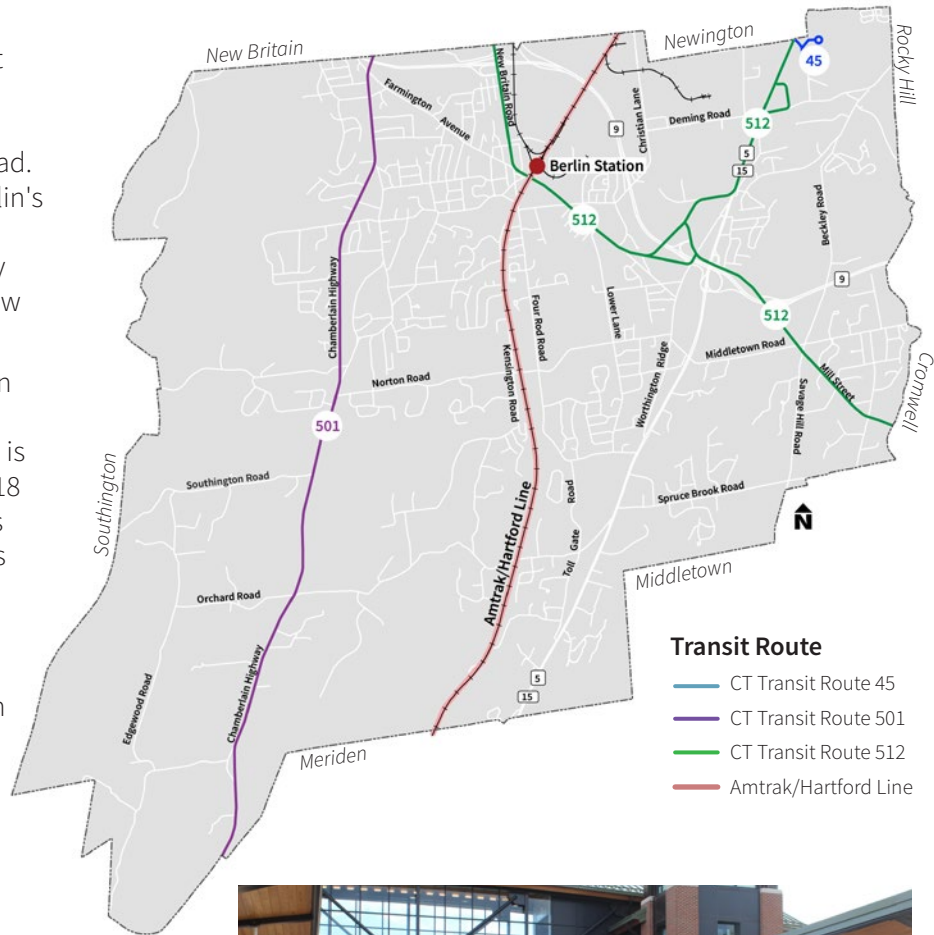 t
ad.
lin's
y
w
n
is
18
s
s
n
New Britain
Newington
Rocky Hill
45
Farmington Avenue
New Britain Road
Christian Lane
9
Deming Road
512
5
15
Berlin Station
512
Beckley Road
9
Chamberlain Highway
Four Rod Road
Lower Lane
512
Middletown Road
Worthington Ridge
Mill Street
Cromwell
Norton Road
Kensington Road
Savage Hill Road
501
Southington
Southington Road
Spruce Brook Road
N
Amtrak/Hartford Line
Toll Gate Road
Middletown
Orchard Road
Chamberlain Highway
Edgewood Road
5
15
Meriden
Transit Route
CT Transit Route 45
CT Transit Route 501
CT Transit Route 512
Amtrak/Hartford Line